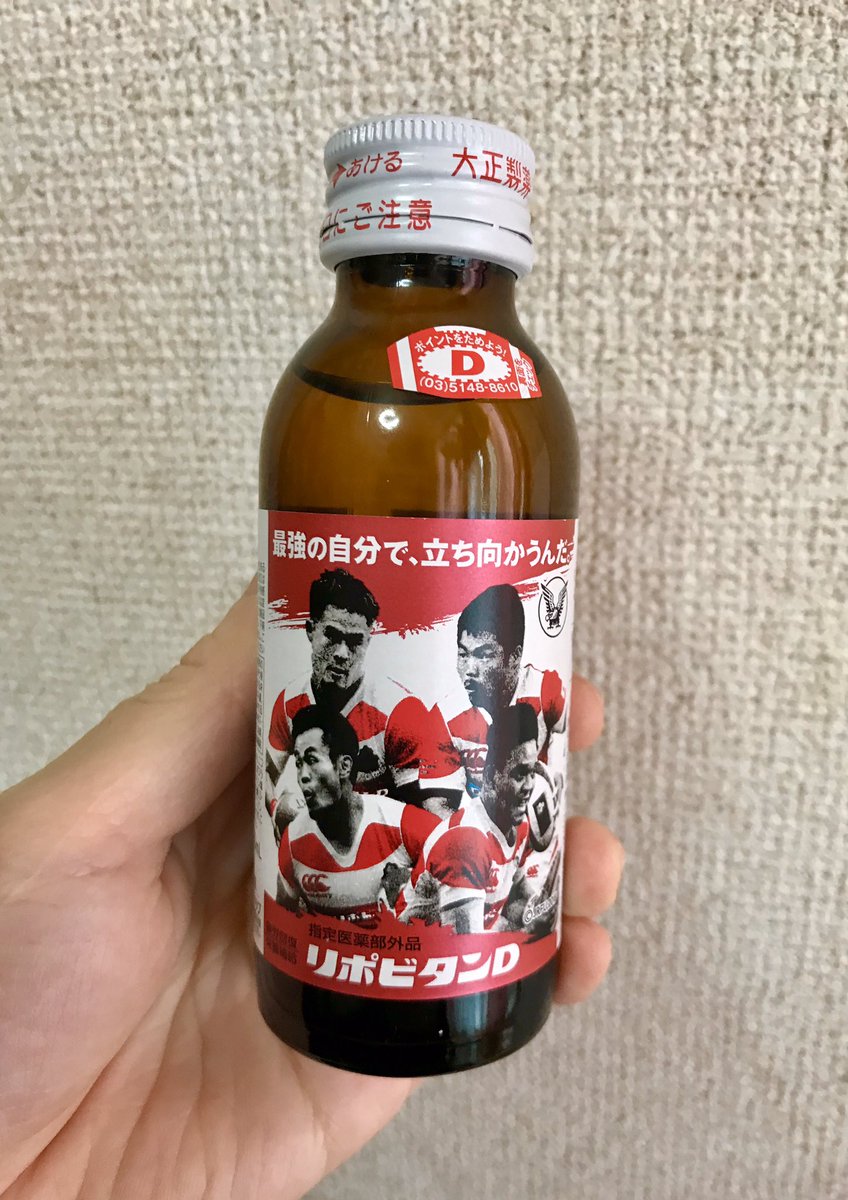 あける
大正製薬
にご注意
ポイントをためよう!
D
(03)5148-8610
最強の自分で、立ち向かうんだ。
指定医薬部外品
リポビタンD